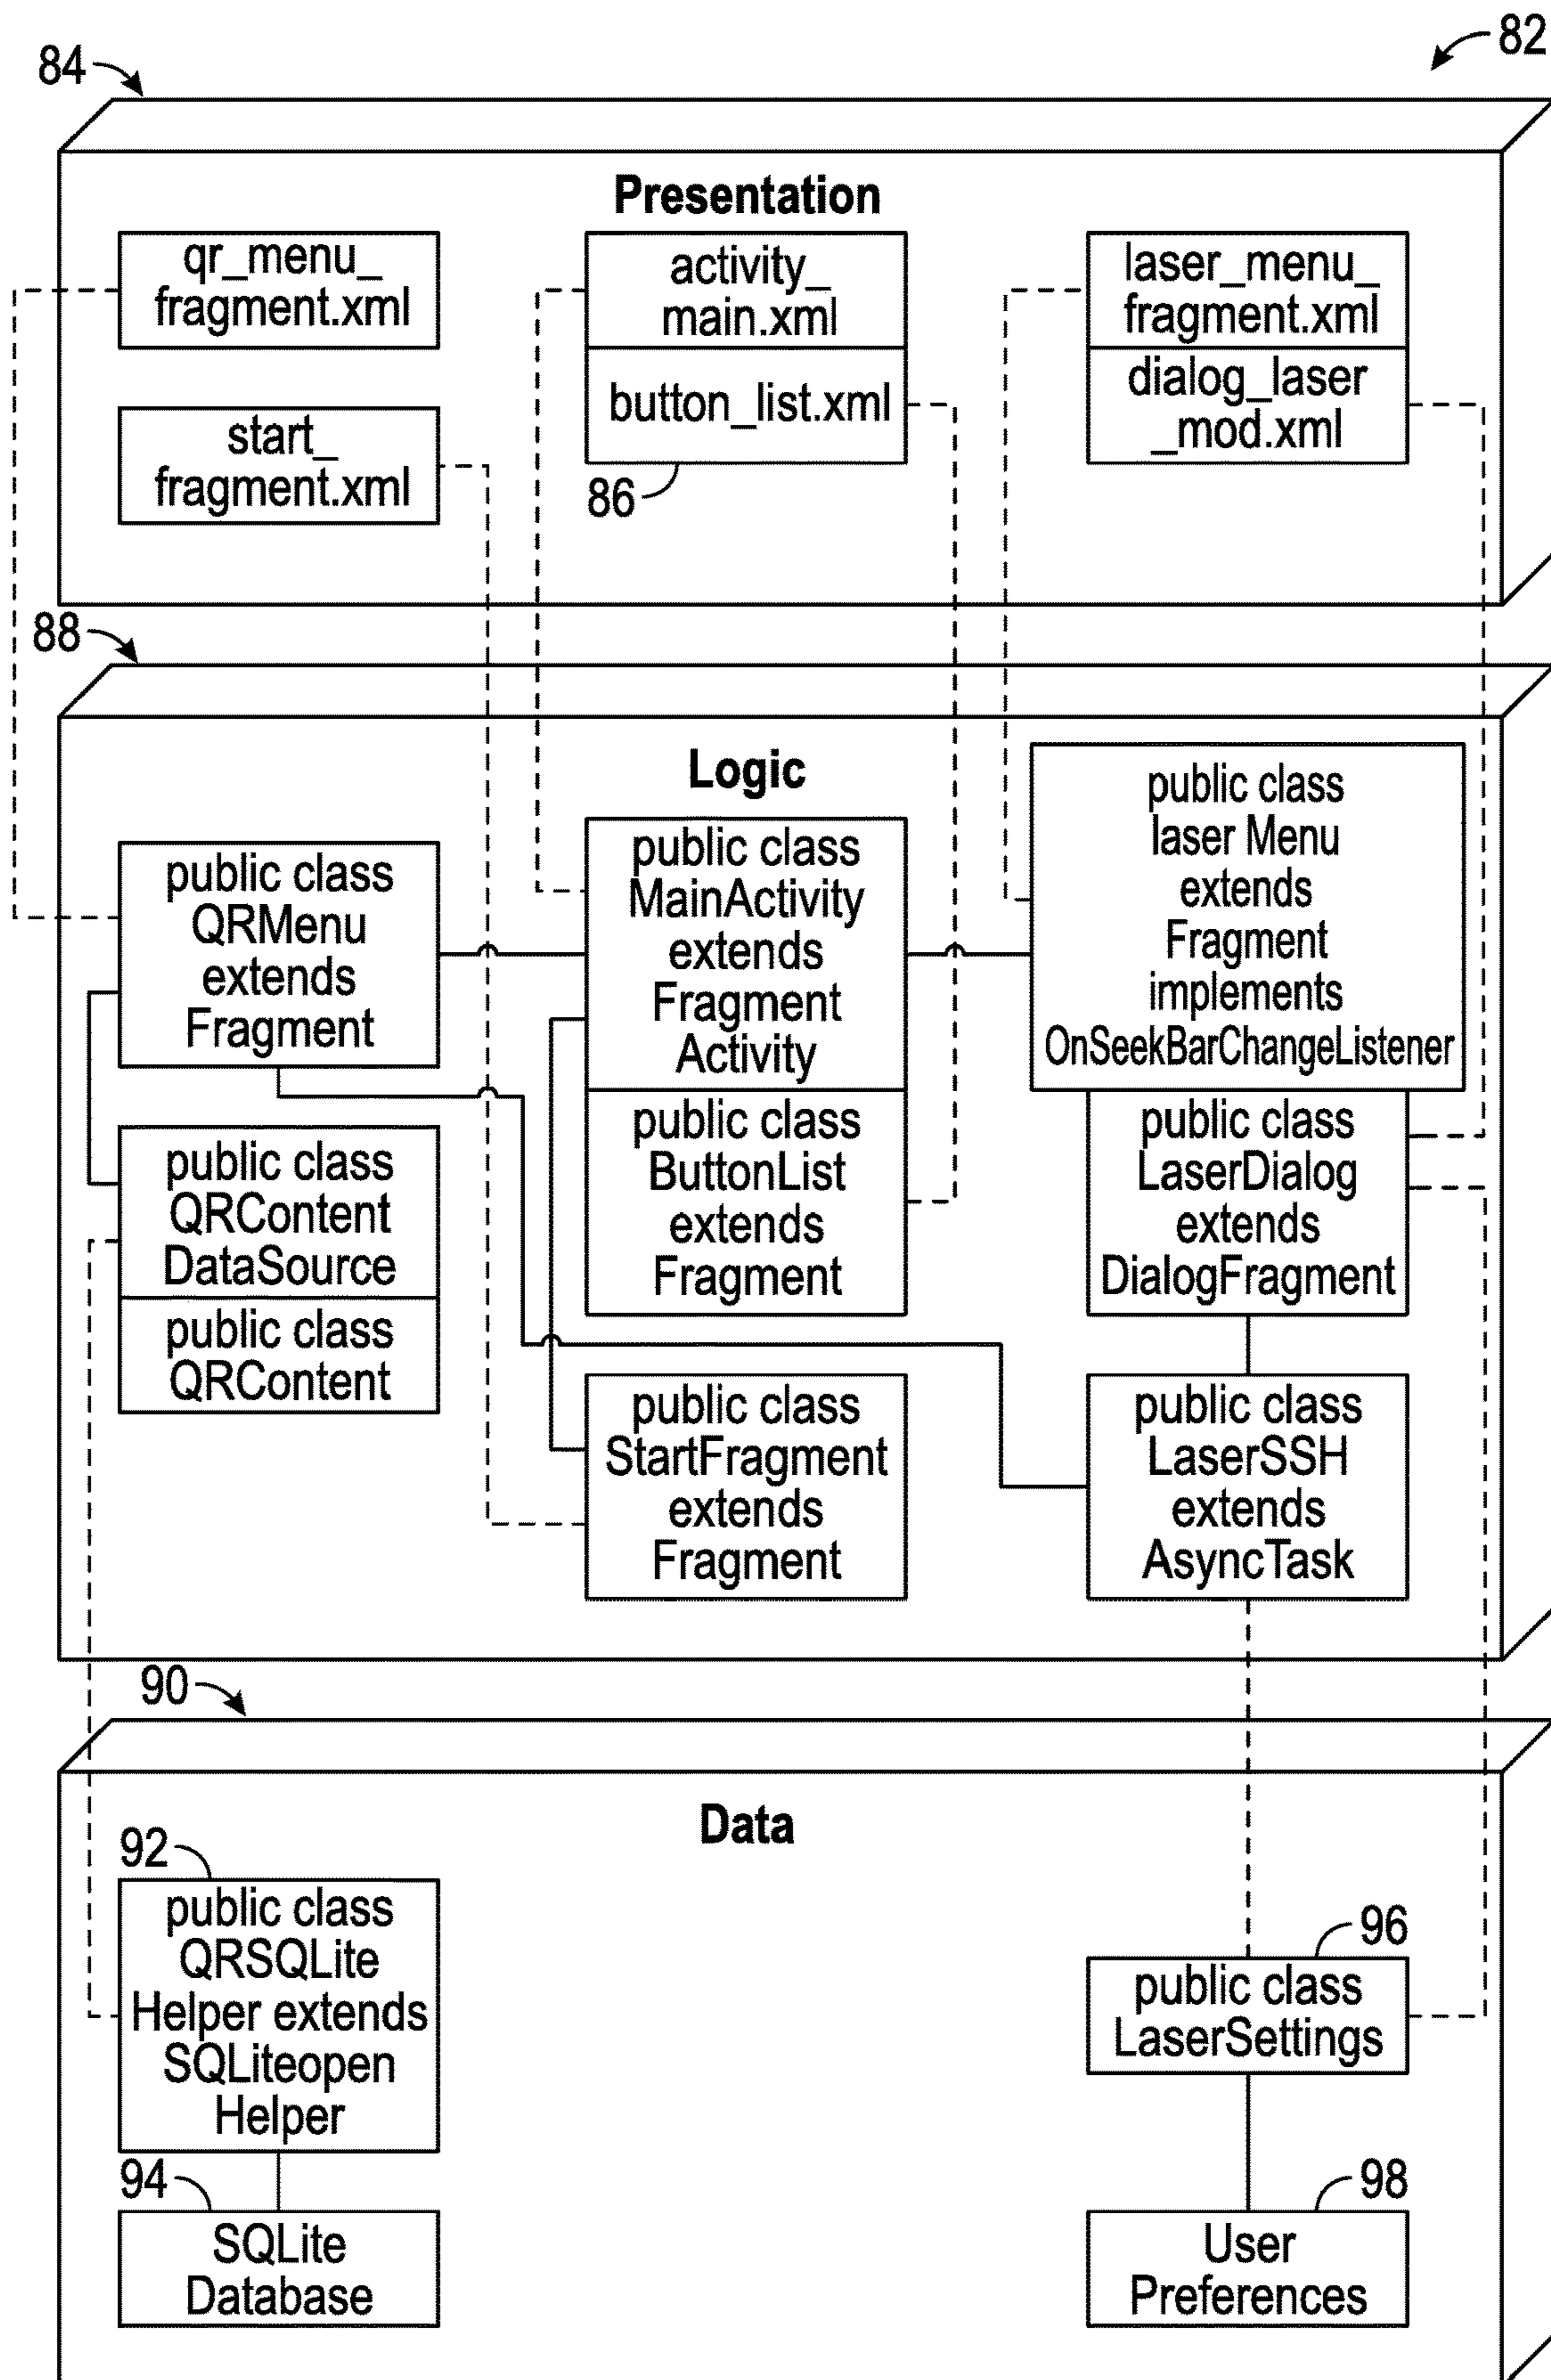 82
84
Presentation
qr_menu_
fragment.xml
start_
fragment.xml
activity_
main.xml
button_list.xml
86
laser_menu_
fragment.xml
dialog_laser
_mod.xml
88
Logic
public class
QRMenu
extends
Fragment
public class
QRContent
DataSource
public class
QRContent
public class
MainActivity
extends
Fragment
Activity
public class
ButtonList
extends
Fragment
public class
StartFragment
extends
Fragment
public class
laser Menu
extends
Fragment
implements
OnSeekBarChangeListener
public class
LaserDialog
extends
DialogFragment
public class
LaserSSH
extends
AsyncTask
90
Data
92
public class
QRSQLite
Helper extends
SQLiteopen
Helper
94
SQLite
Database
96
public class
LaserSettings
98
User
Preferences